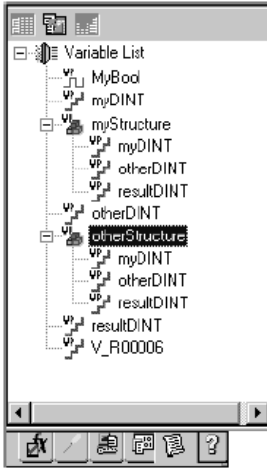 Variable List
MyBool
myDINT
myStructure
myDINT
otherDINT
resultDINT
otherDINT
otherStructure
myDINT
otherDINT
resultDINT
resultDINT
V_R00006